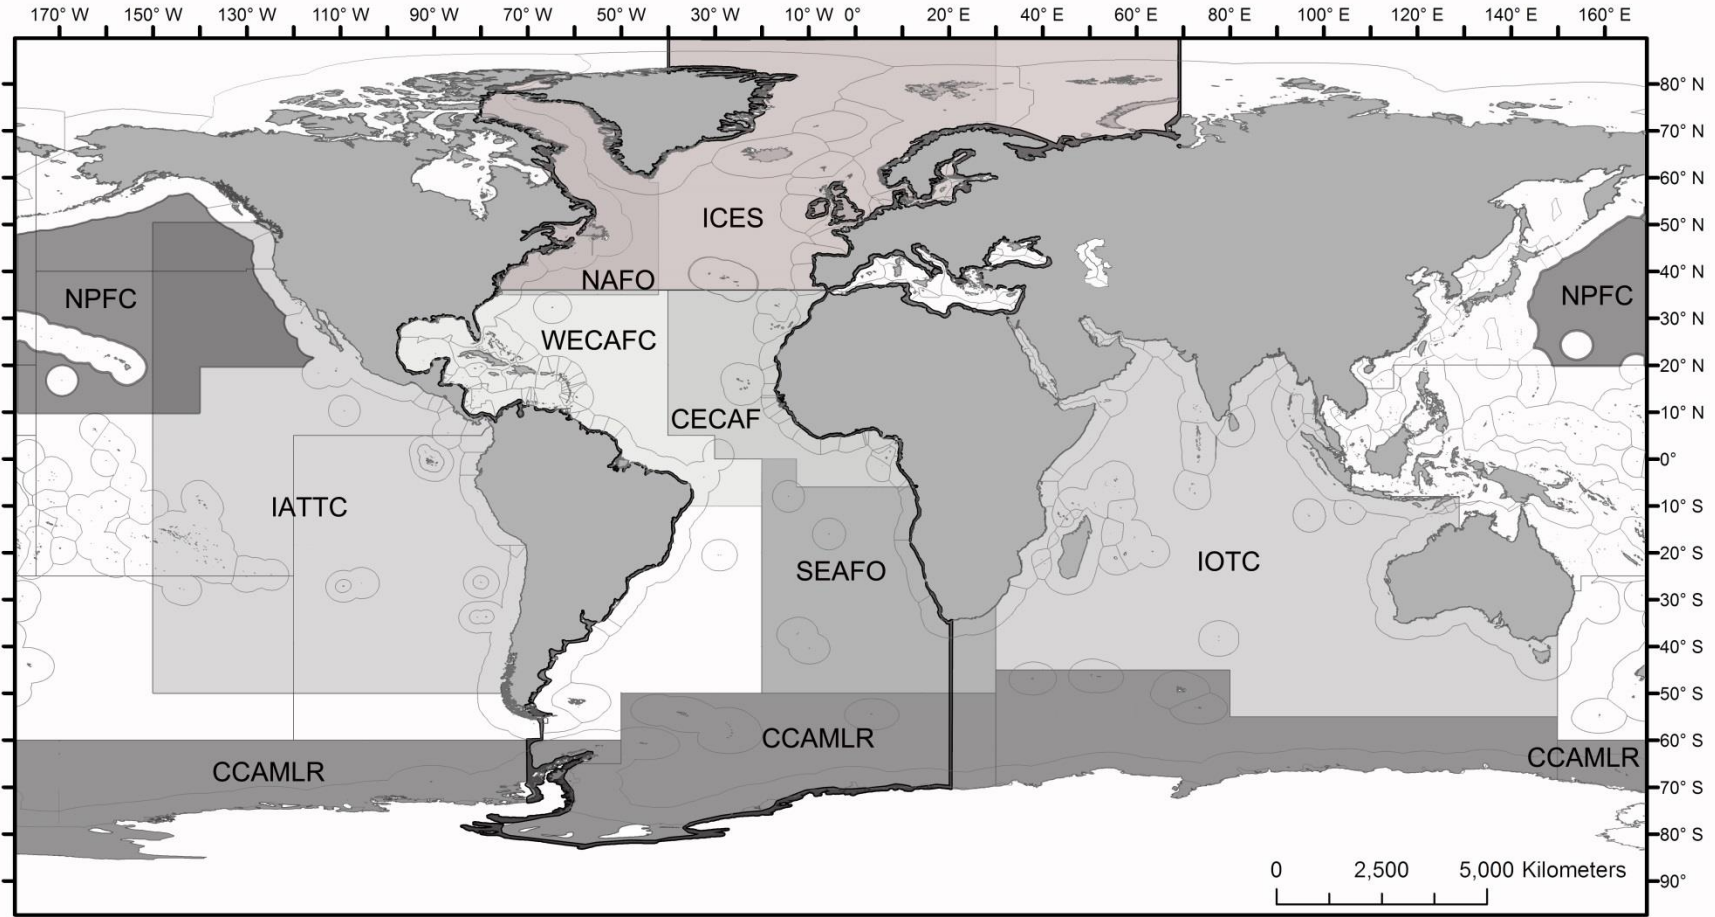 170° W 150° W 130° W 110° W 90° W 70° W 50° W 30° W 10° W 0° 20° E 40° E 60° E 80° E 100° E 120° E 140° E 160° E
80° N
70° N
60° N
ICES
50° N
40° N
NAFO
NPFC
NPFC
30° N
WECAFC
20° N
CECAF
10° N
0°
IATTC
10° S
20° S
IOTC
SEAFO
30° S
40° S
50° S
60° S
CCAMLR
CCAMLR
CCAMLR
70° S
80° S
0 2,500 5,000 Kilometers
90°